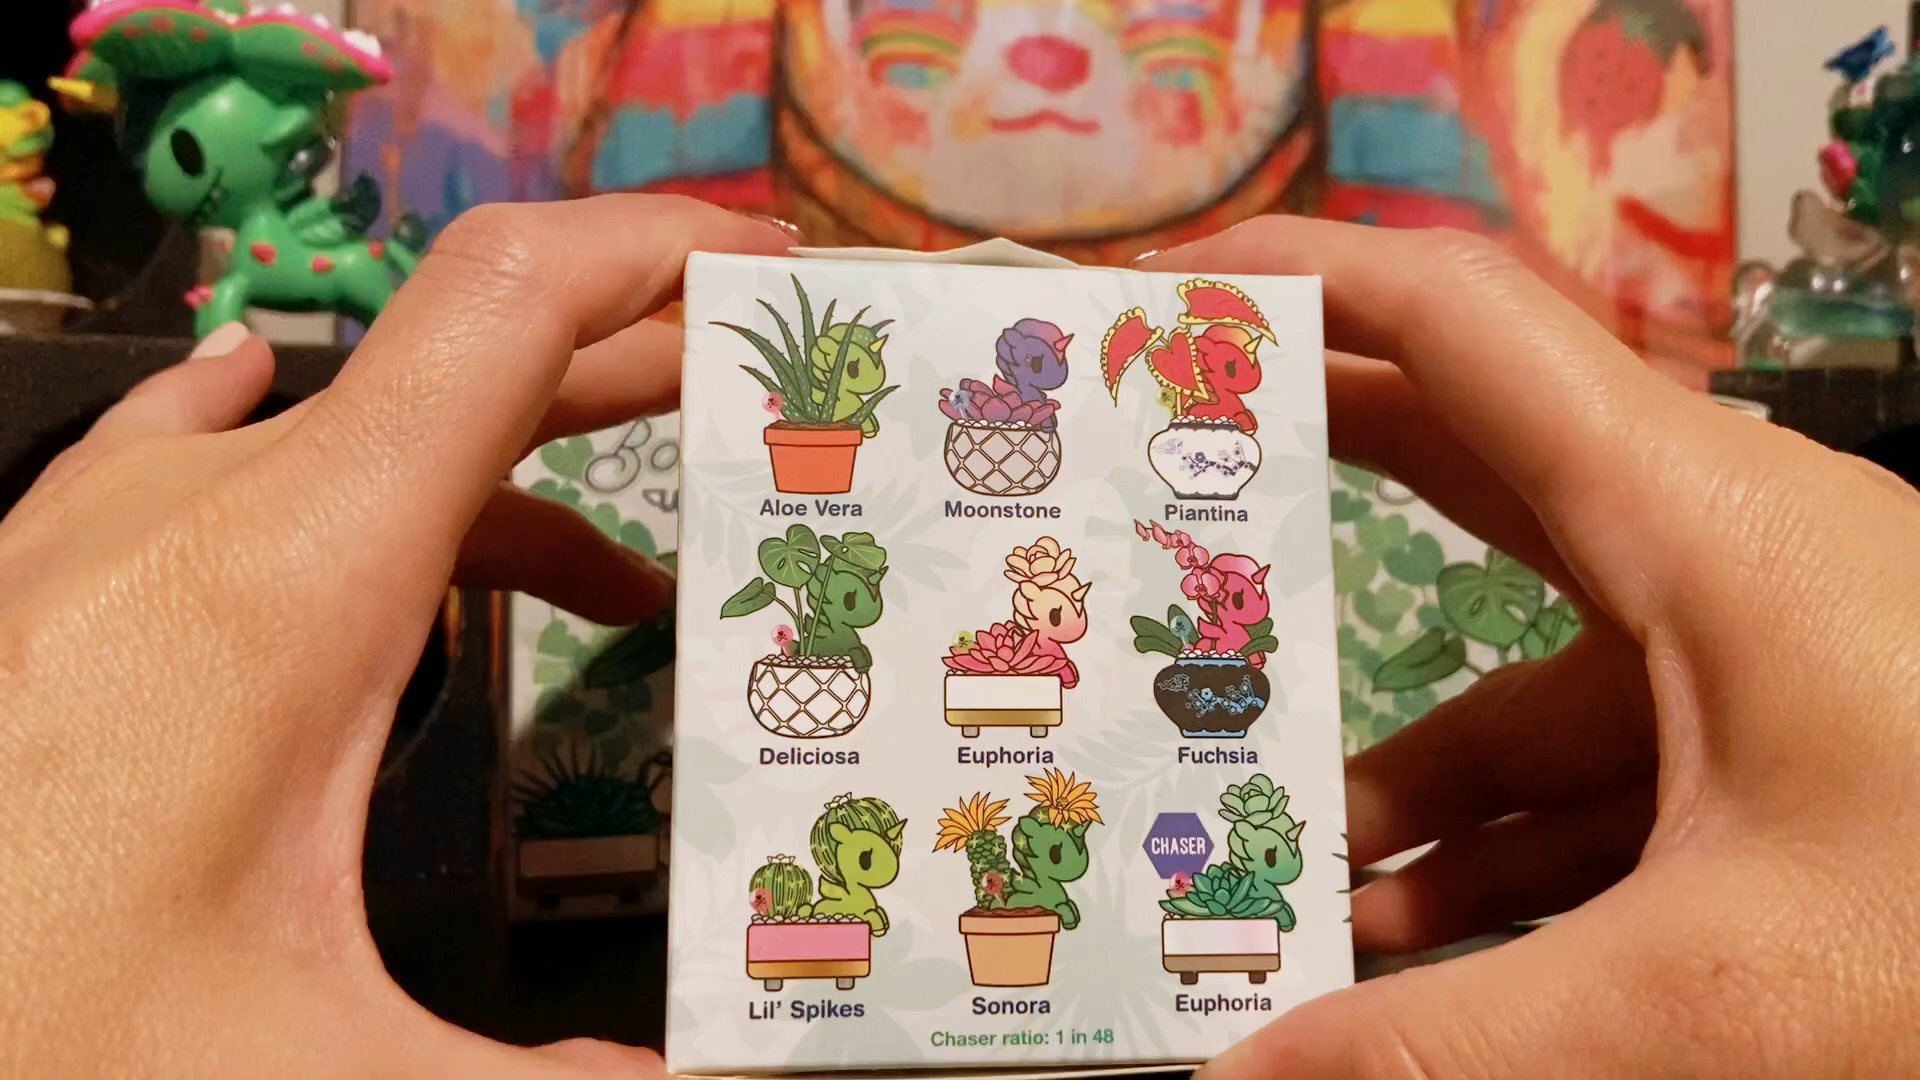 Aloe Vera
Moonstone
Piantina
Deliciosa
Euphoria
Fuchsia
Lil' Spikes
Sonora
CHASER
Euphoria
Chaser ratio: 1 in 48